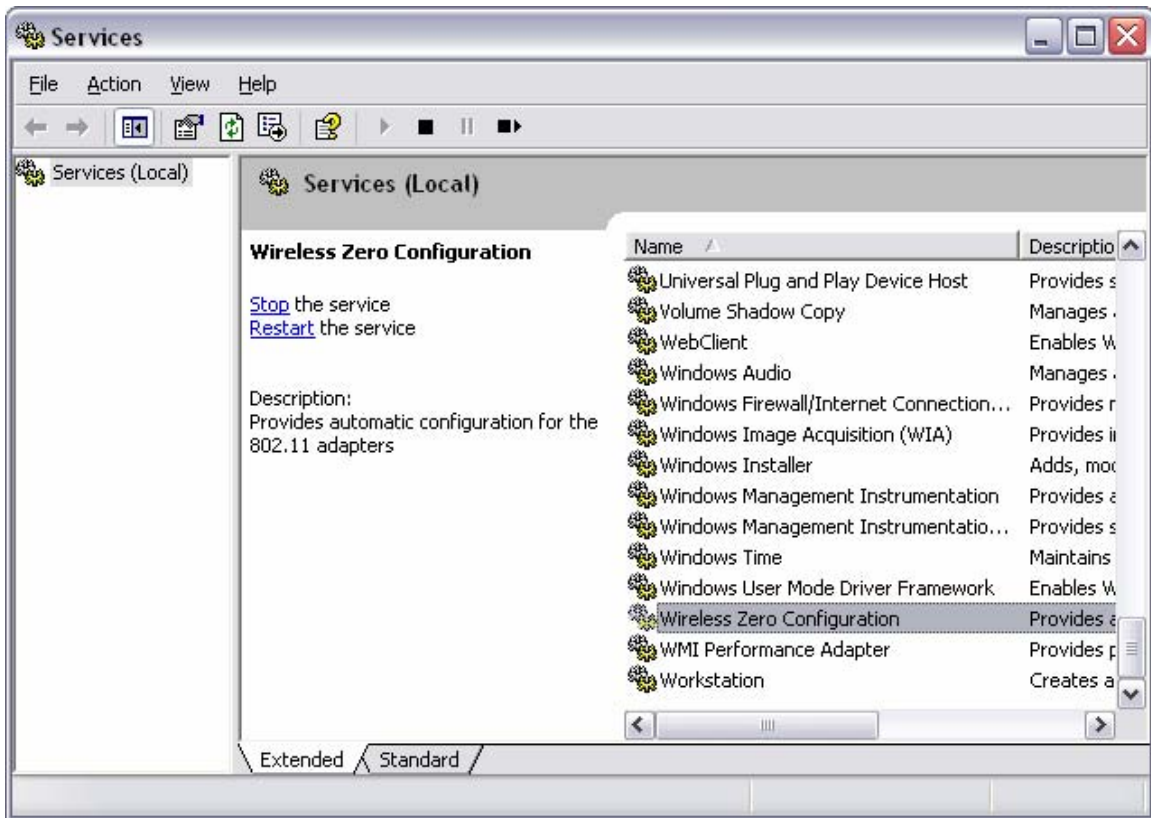 Services
File Action View Help
Services (Local)
Services (Local)
Wireless Zero Configuration
Stop the service
Restart the service
Description:
Provides automatic configuration for the
802.11 adapters
Name Descriptio
Universal Plug and Play Device Host Provides s
Volume Shadow Copy Manages
WebClient Enables W
Windows Audio Manages
Windows Firewall/Internet Connection... Provides r
Windows Image Acquisition (WIA) Provides i
Windows Installer Adds, mo
Windows Management Instrumentation Provides a
Windows Management Instrumentatio... Provides s
Windows Time Maintains
Windows User Mode Driver Framework Enables W
Wireless Zero Configuration Provides a
WMI Performance Adapter Provides p
Workstation Creates a
Extended Standard